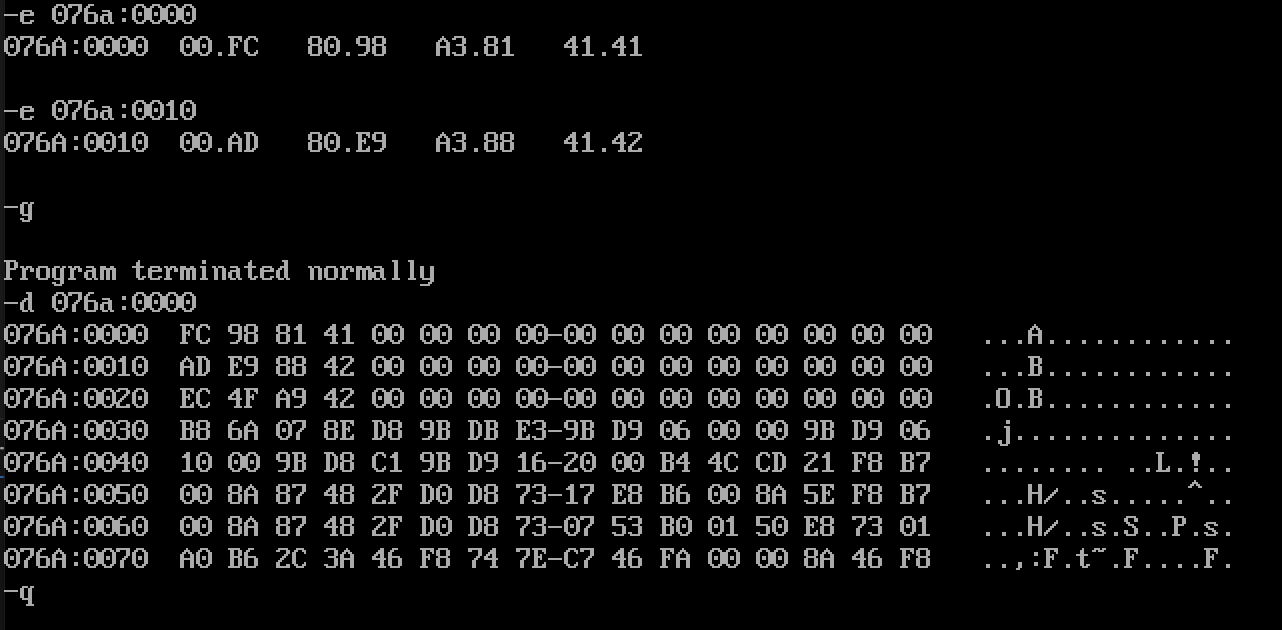 -e 076a:0000
076A:0000  00.FC   80.98   A3.81   41.41
-e 076a:0010
076A:0010  00.AD   80.E9   A3.88   41.42
-g
Program terminated normally
-d 076a:0000
076A:0000  FC 98 81 41 00 00 00 00-00 00 00 00 00 00 00 00   ...A............
076A:0010  AD E9 88 42 00 00 00 00-00 00 00 00 00 00 00 00   ...B............
076A:0020  EC 4F A9 42 00 00 00 00-00 00 00 00 00 00 00 00   .O.B............
076A:0030  B8 6A 07 8E D8 9B DB E3-9B D9 06 00 00 9B D9 06   .j..............
076A:0040  10 00 9B D8 C1 9B D9 16-20 00 B4 4C CD 21 F8 B7   ........ ..L.!..
076A:0050  00 8A 87 48 2F D0 D8 73-17 E8 B6 00 8A 5E F8 B7   ...H/..s.....^..
076A:0060  00 8A 87 48 2F D0 D8 73-07 53 B0 01 50 E8 73 01   ...H/..s.S..P.s.
076A:0070  A0 B6 2C 3A 46 F8 74 7E-C7 46 FA 00 00 8A 46 F8   ..,:F.t~.F....F.
-q